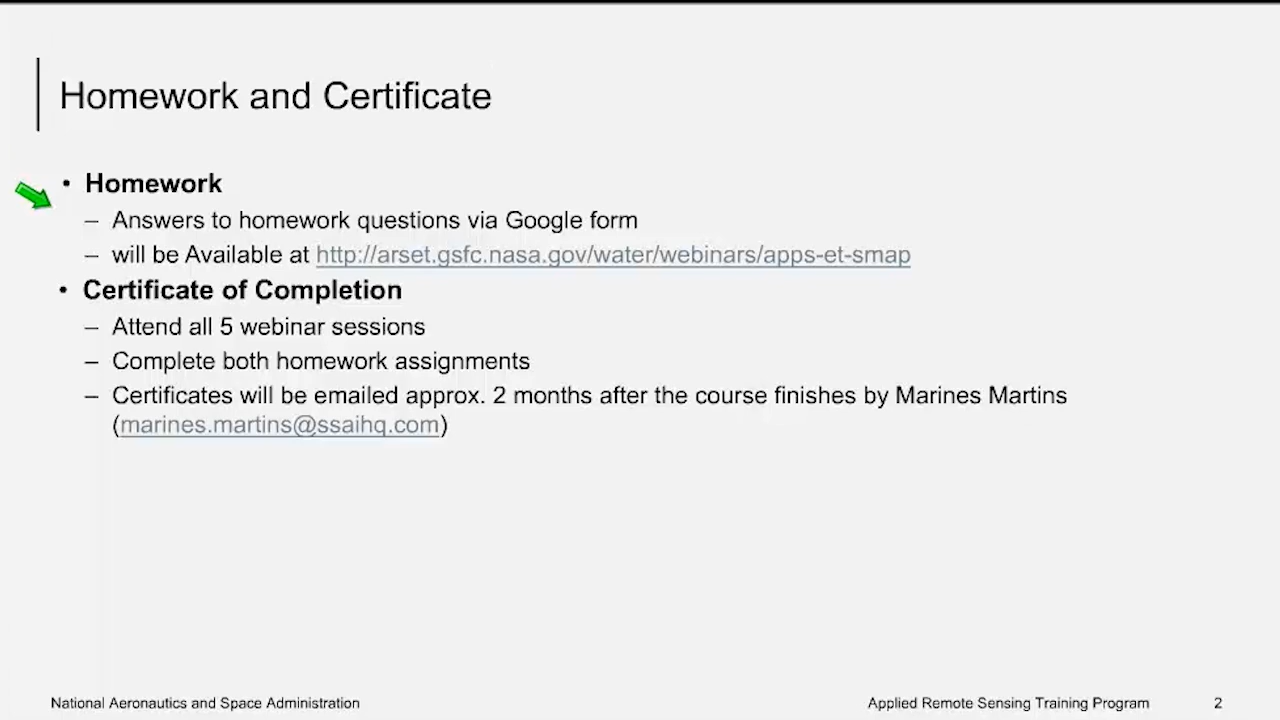 Homework and Certificate
• Homework
– Answers to homework questions via Google form
– will be Available at http://arset.gsfc.nasa.gov/water/webinars/apps-et-smap
• Certificate of Completion
– Attend all 5 webinar sessions
– Complete both homework assignments
– Certificates will be emailed approx. 2 months after the course finishes by Marines Martins
(marines.martins@ssaihq.com)
National Aeronautics and Space Administration
Applied Remote Sensing Training Program
2